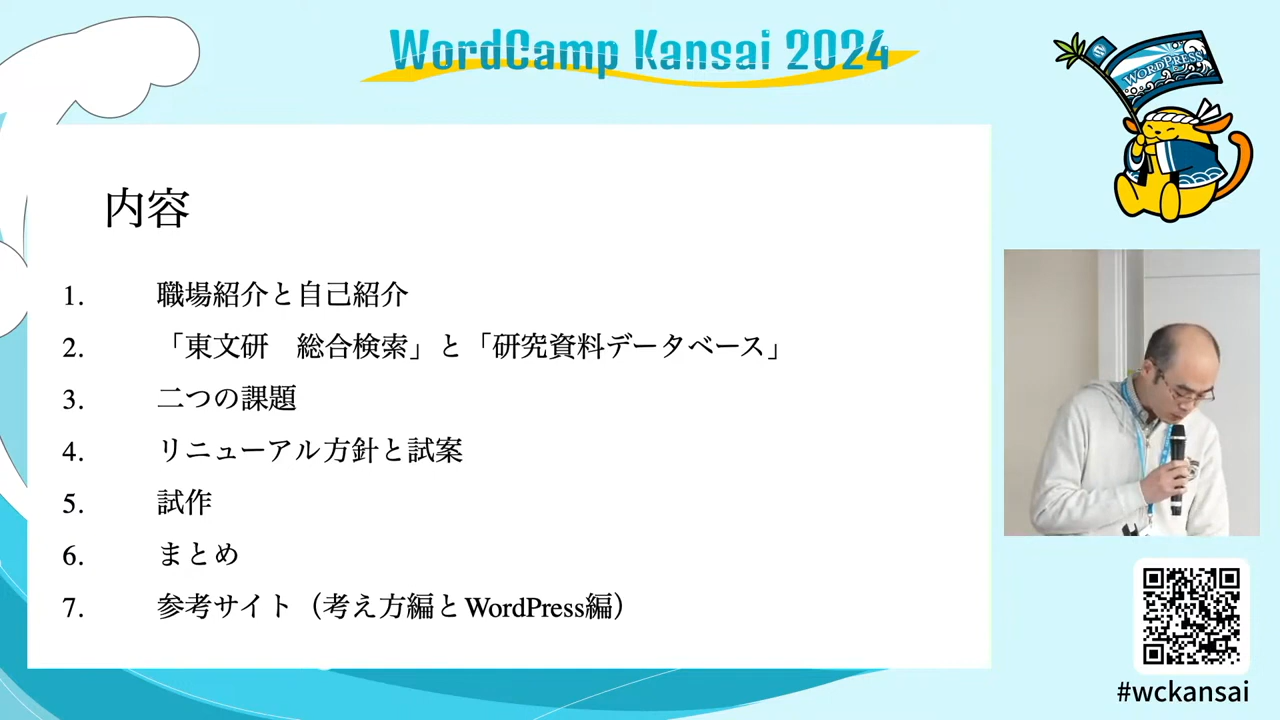 WordCamp Kansai 2024
WORDPRESS
内容
1. 職場紹介と自己紹介
2. 「東文研　総合検索」と「研究資料データベース」
3. 二つの課題
4. リニューアル方針と試案
5. 試作
6. まとめ
7. 参考サイト（考え方編とWordPress編）
#wckansai